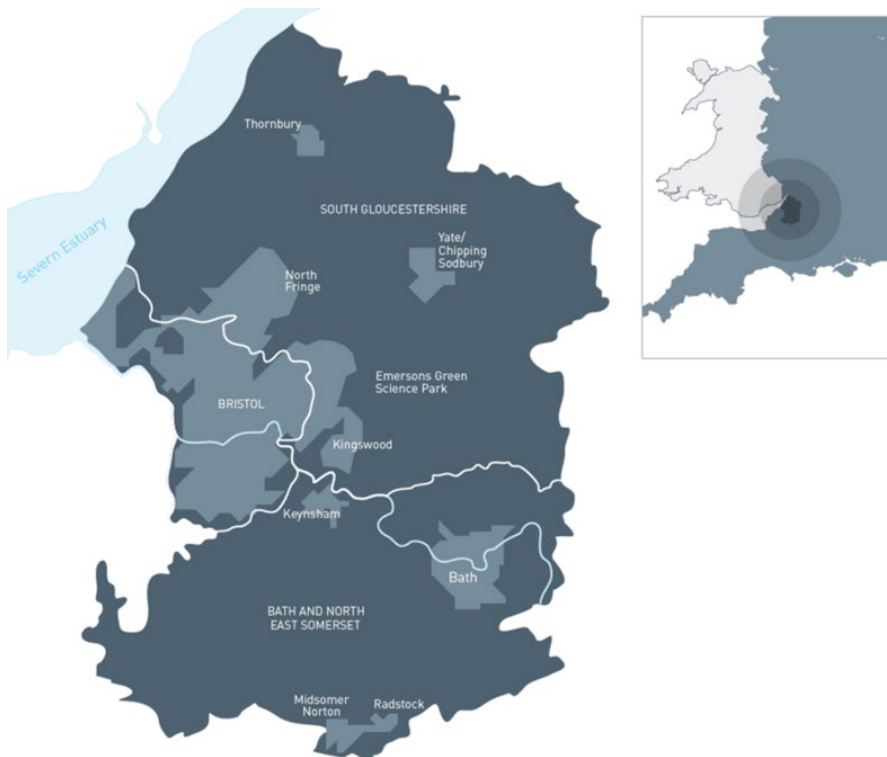 Thornbury
Severn Estuary
SOUTH GLOUCESTERSHIRE
Yate/
Chipping
Sodbury
North
Fringe
Emersons Green
Science Park
BRISTOL
Kingswood
Keynsham
Bath
BATH AND NORTH
EAST SOMERSET
Midsomer
Norton
Radstock